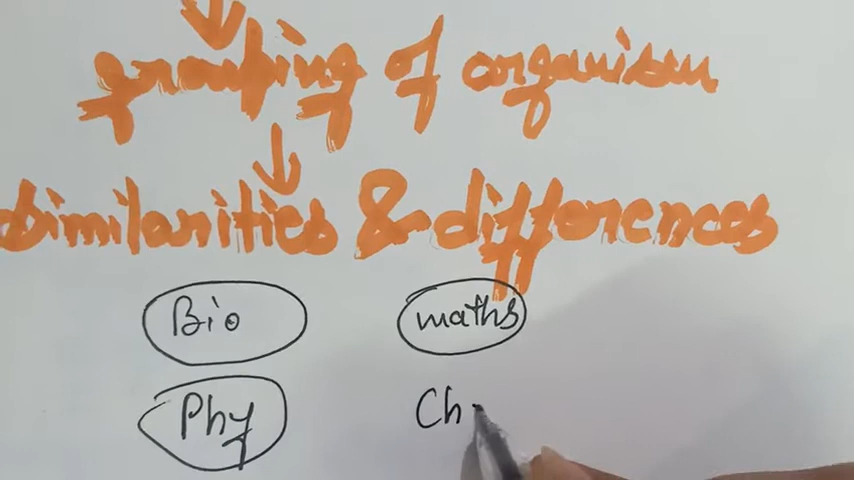 grouping of organism
similarities & differences
Bio maths
Phy Ch